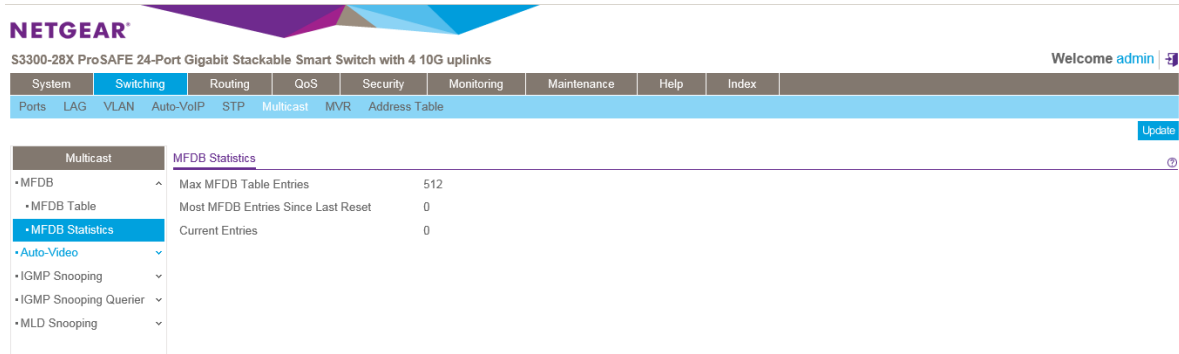 NETGEAR®
S3300-28X ProSAFE 24-Port Gigabit Stackable Smart Switch with 4 10G uplinks
Welcome admin
System Switching Routing QoS Security Monitoring Maintenance Help Index
Ports LAG VLAN Auto-VoIP STP Multicast MVR Address Table
Update
Multicast
MFDB
MFDB Table
MFDB Statistics
Auto-Video
IGMP Snooping
IGMP Snooping Querier
MLD Snooping
MFDB Statistics
Max MFDB Table Entries 512
Most MFDB Entries Since Last Reset 0
Current Entries 0